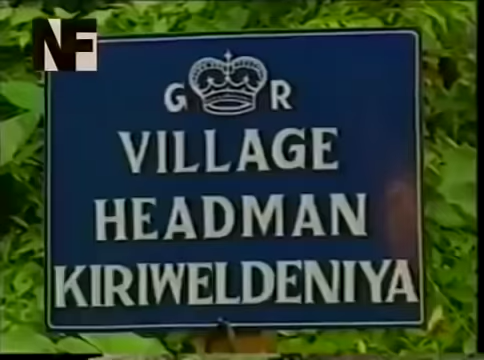 NF
G R
VILLAGE
HEADMAN
KIRIWELDENIYA